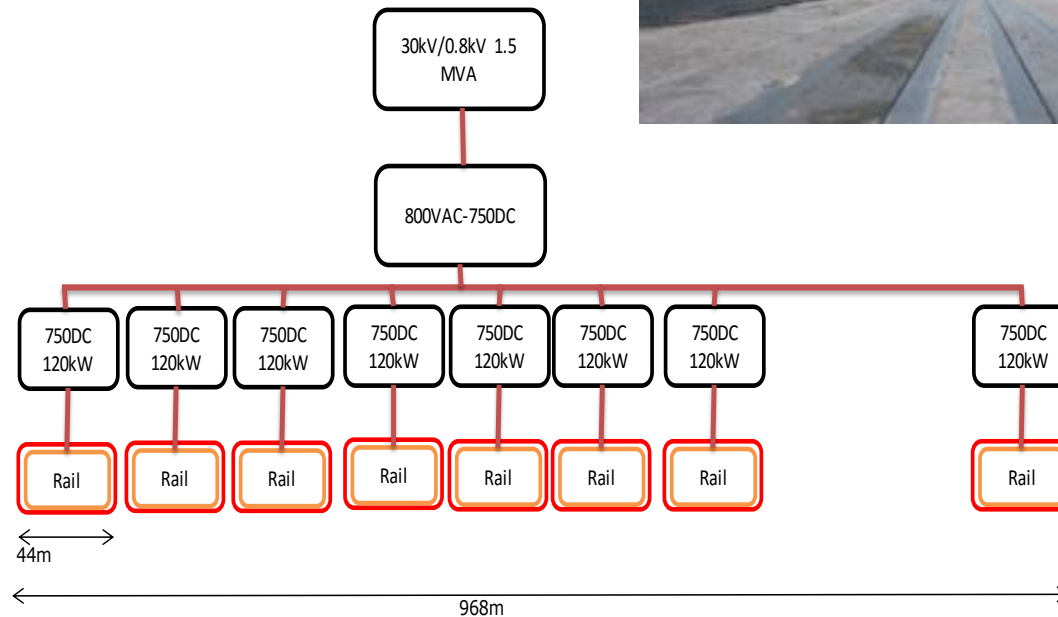 30kV/0.8kV 1.5
MVA
800VAC-750DC
750DC
120kW
750DC
120kW
750DC
120kW
750DC
120kW
750DC
120kW
750DC
120kW
750DC
120kW
750DC
120kW
Rail
Rail
Rail
Rail
Rail
Rail
Rail
Rail
44m
968m